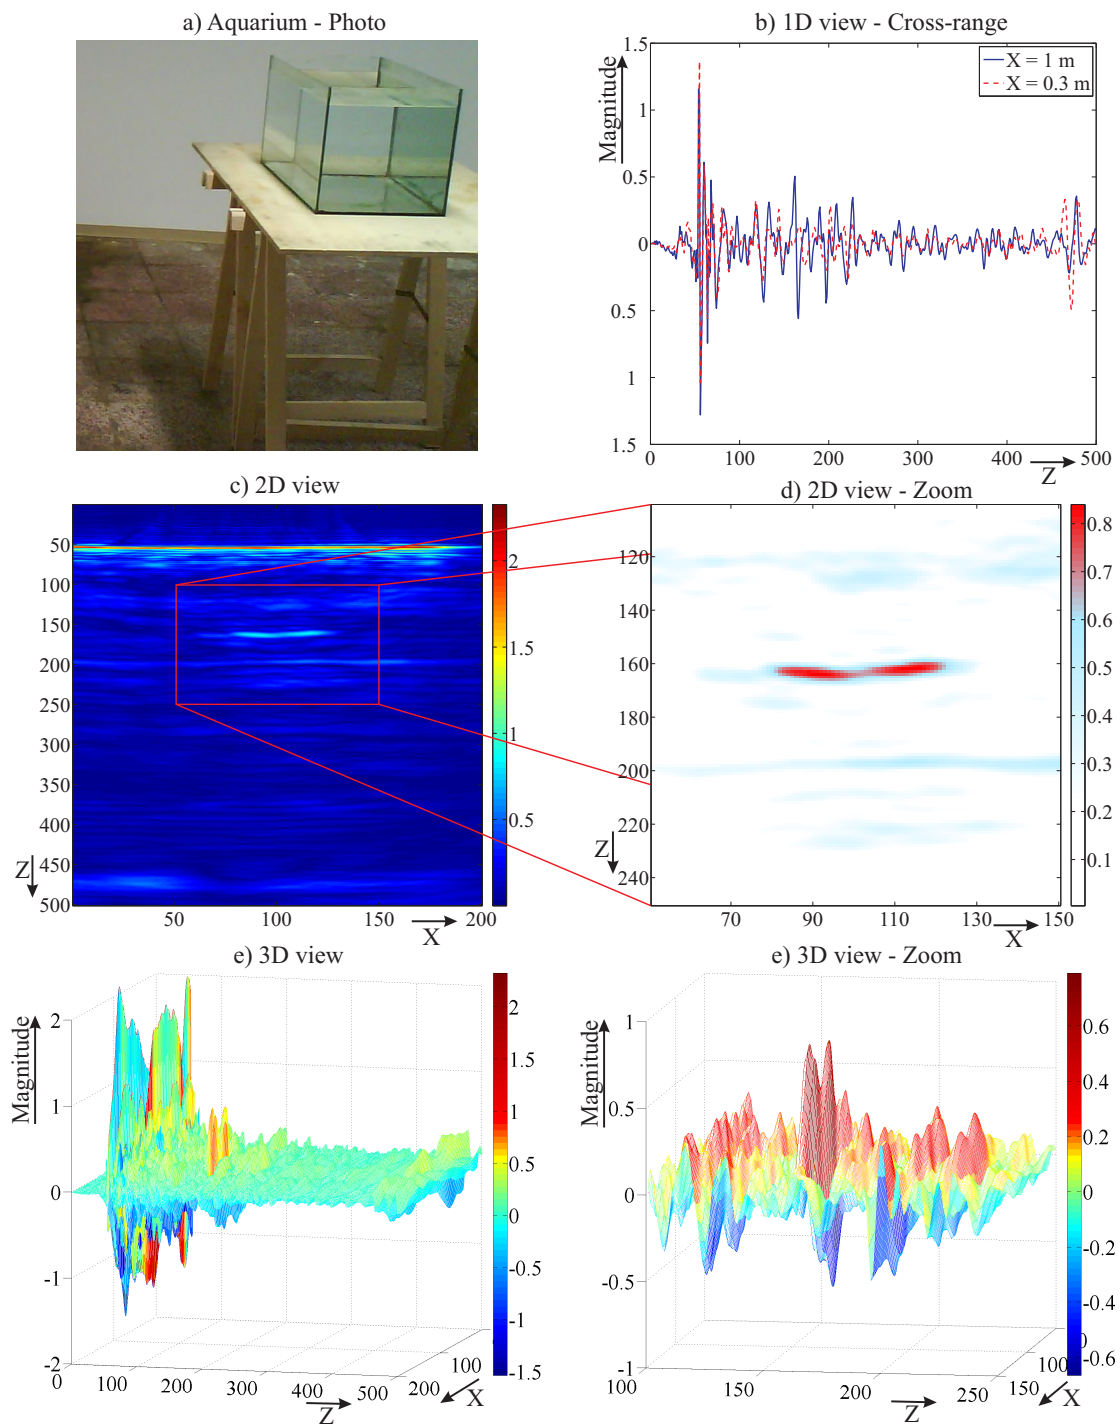 a) Aquarium - Photo
b) 1D view - Cross-range
Magnitude
1.5
1
0.5
0
0.5
1
1.5
X = 1 m
X = 0.3 m
0 100 200 300 400 500
Z
c) 2D view
50
100
150
200
250
300
350
400
450
500
Z
50 100 150 200
X
2
1.5
1
0.5
d) 2D view - Zoom
120
140
160
180
200
220
240
Z
70 90 110 130 150
X
0.8
0.7
0.6
0.5
0.4
0.3
0.2
0.1
e) 3D view
Magnitude
2
1
0
-1
-2
0 100 200 300 400 500
Z
200 100
X
2
1.5
1
0.5
0
-0.5
-1
-1.5
e) 3D view - Zoom
Magnitude
1
0.5
0
-0.5
-1
100 150 200 250
Z
150 100
X
0.6
0.4
0.2
0
-0.2
-0.4
-0.6